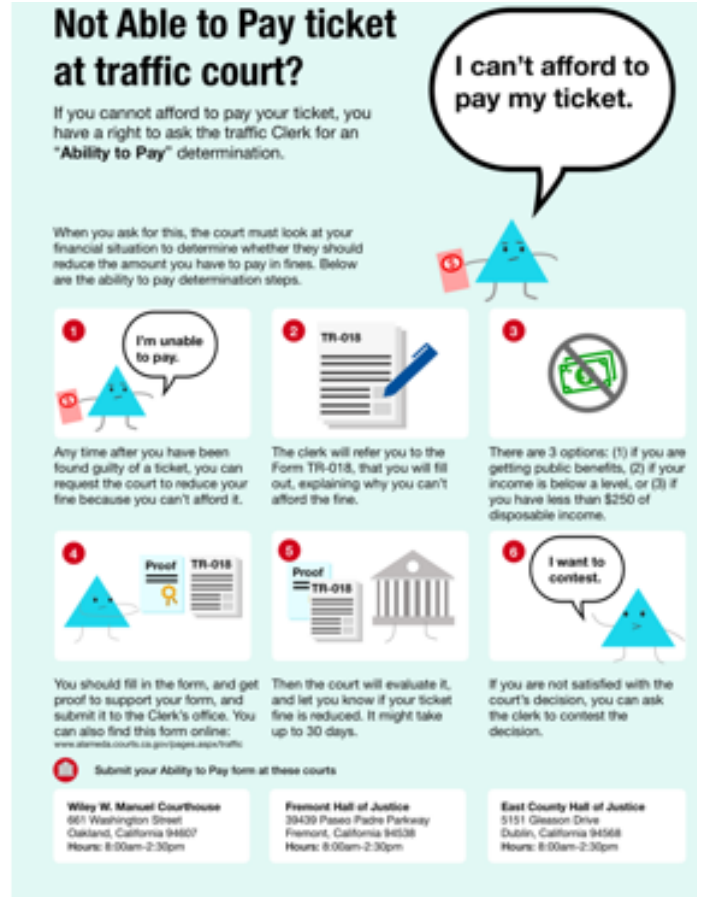 Not Able to Pay ticket
at traffic court?
I can't afford to
pay my ticket.
If you cannot afford to pay your ticket, you
have a right to ask the traffic Clerk for an
"Ability to Pay" determination.
When you ask for this, the court must look at your
financial situation to determine whether they should
reduce the amount you have to pay in fines. Below
are the ability to pay determination steps.
1
I'm unable
to pay.
Any time after you have been
found guilty of a ticket, you can
request the court to reduce your
fine because you can't afford it.
2
TR-018
The clerk will refer you to the
Form TR-018, that you will fill
out, explaining why you can't
afford the fine.
3
There are 3 options: (1) if you are
getting public benefits, (2) if your
income is below a level, or (3) if
you have less than $250 of
disposable income.
4
Proof
TR-018
You should fill in the form, and get
proof to support your form, and
submit it to the Clerk's office. You
can also find this form online:
www.alameda.courts.ca.gov/pages.aspx/traffic
5
Proof
TR-018
Then the court will evaluate it,
and let you know if your ticket
fine is reduced. It might take
up to 30 days.
6
I want to
contest.
If you are not satisfied with the
court's decision, you can ask
the clerk to contest the
decision.
Submit your Ability to Pay form at these courts
Wiley W. Manuel Courthouse
661 Washington Street
Oakland, California 94607
Hours: 8:00am-2:30pm
Fremont Hall of Justice
39439 Paseo Padre Parkway
Fremont, California 94538
Hours: 8:00am-2:30pm
East County Hall of Justice
5151 Gleason Drive
Dublin, California 94568
Hours: 8:00am-2:30pm